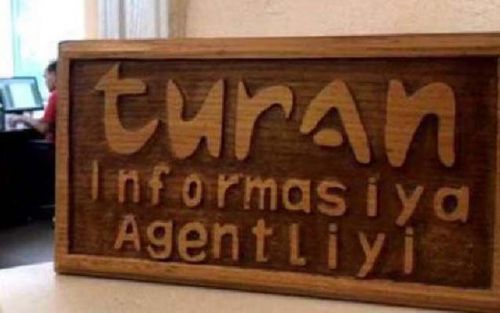 turan
Informasiya
Agentliyi